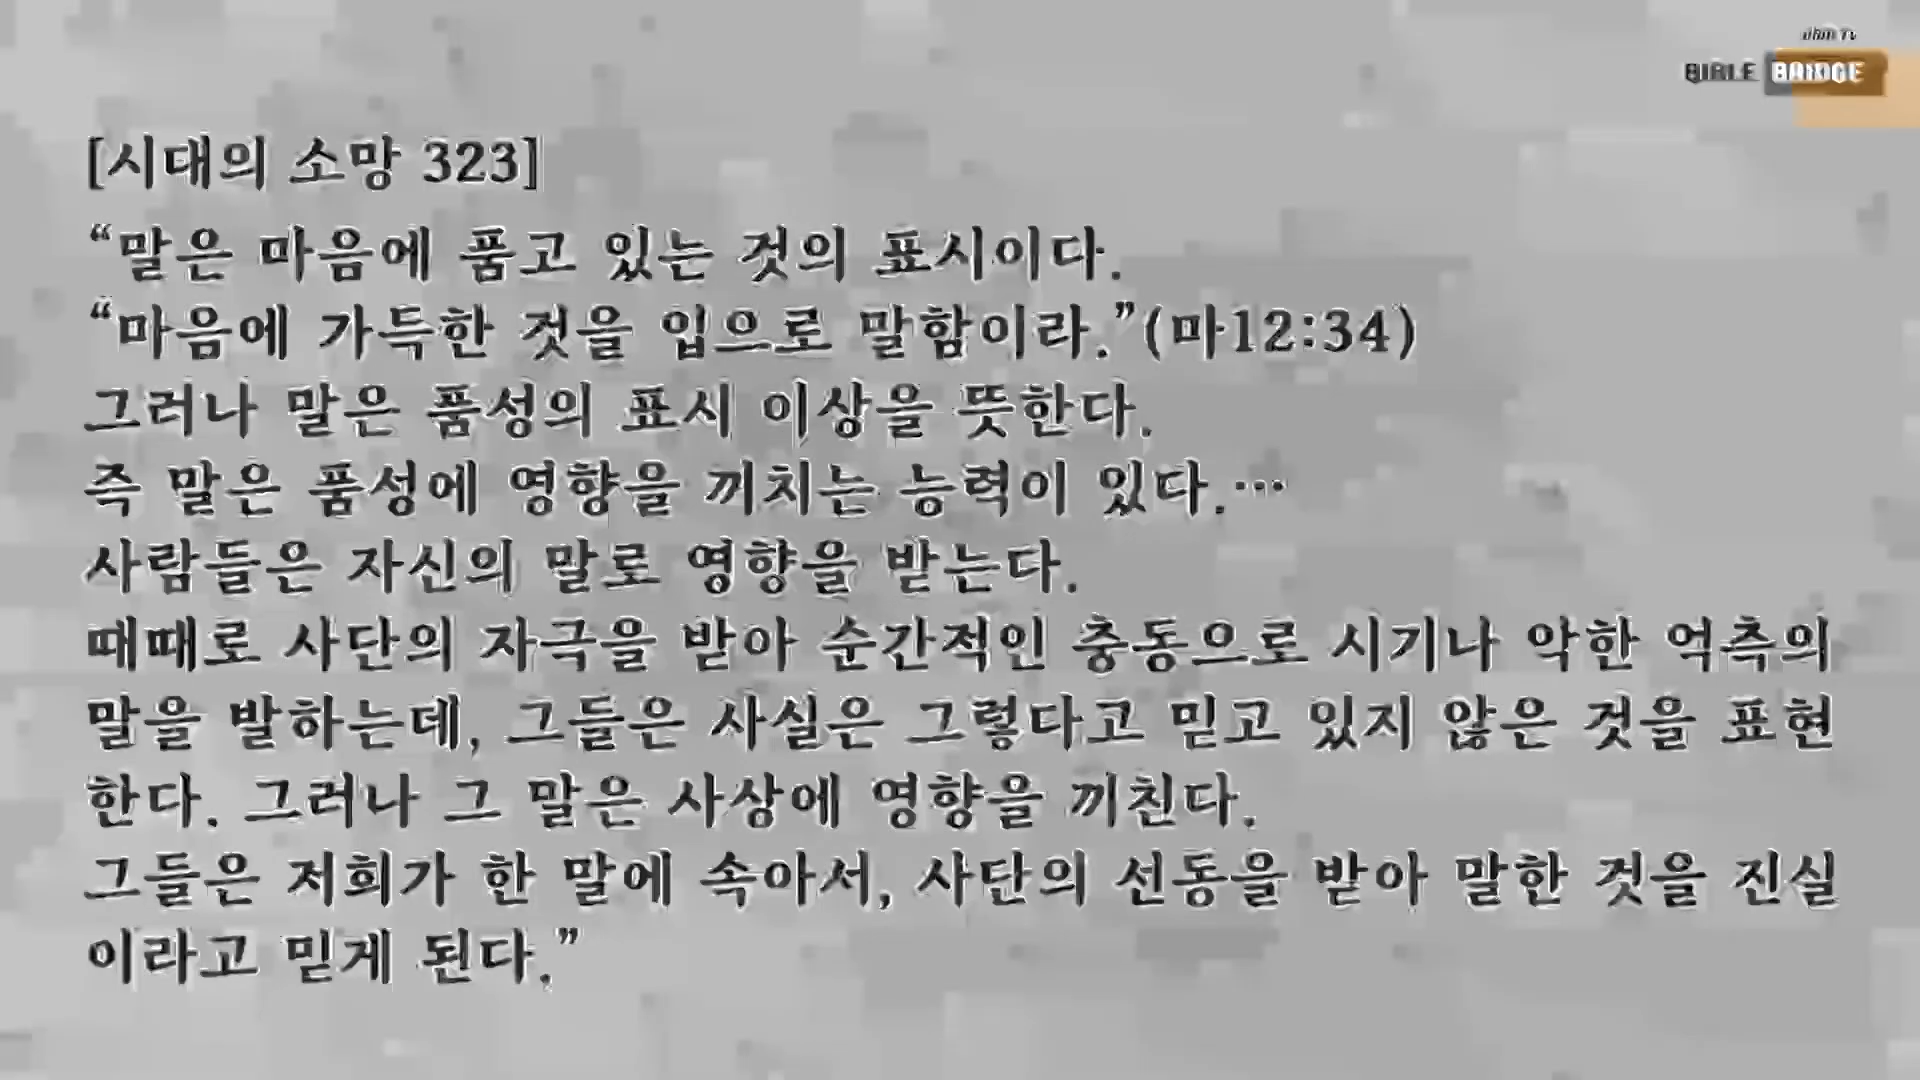 BIBLE BRIDGE
[시대의 소망 323]
“말은 마음에 품고 있는 것의 표시이다.
“마음에 가득한 것을 입으로 말함이라.”(마12:34)
그러나 말은 품성의 표시 이상을 뜻한다.
즉 말은 품성에 영향을 끼치는 능력이 있다.…
사람들은 자신의 말로 영향을 받는다.
때때로 사단의 자극을 받아 순간적인 충동으로 시기나 악한 억측의
말을 발하는데, 그들은 사실은 그렇다고 믿고 있지 않은 것을 표현
한다. 그러나 그 말은 사상에 영향을 끼친다.
그들은 저희가 한 말에 속아서, 사단의 선동을 받아 말한 것을 진실
이라고 믿게 된다.”